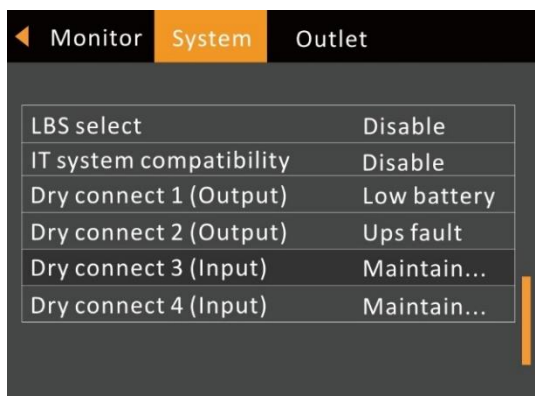 Monitor System Outlet
LBS select Disable
IT system compatibility Disable
Dry connect 1 (Output) Low battery
Dry connect 2 (Output) Ups fault
Dry connect 3 (Input) Maintain...
Dry connect 4 (Input) Maintain...